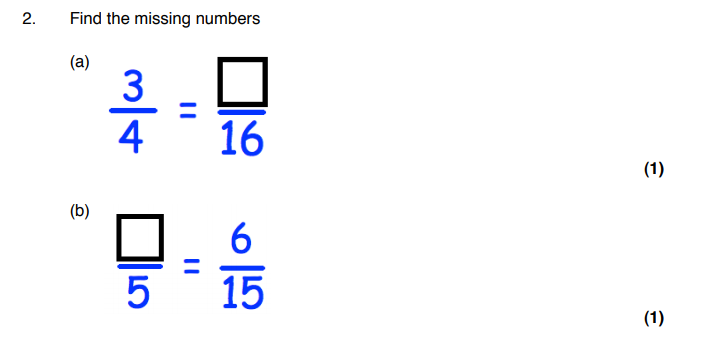 2. Find the missing numbers
(a)
3/4 = □/16
(1)
(b)
□/5 = 6/15
(1)